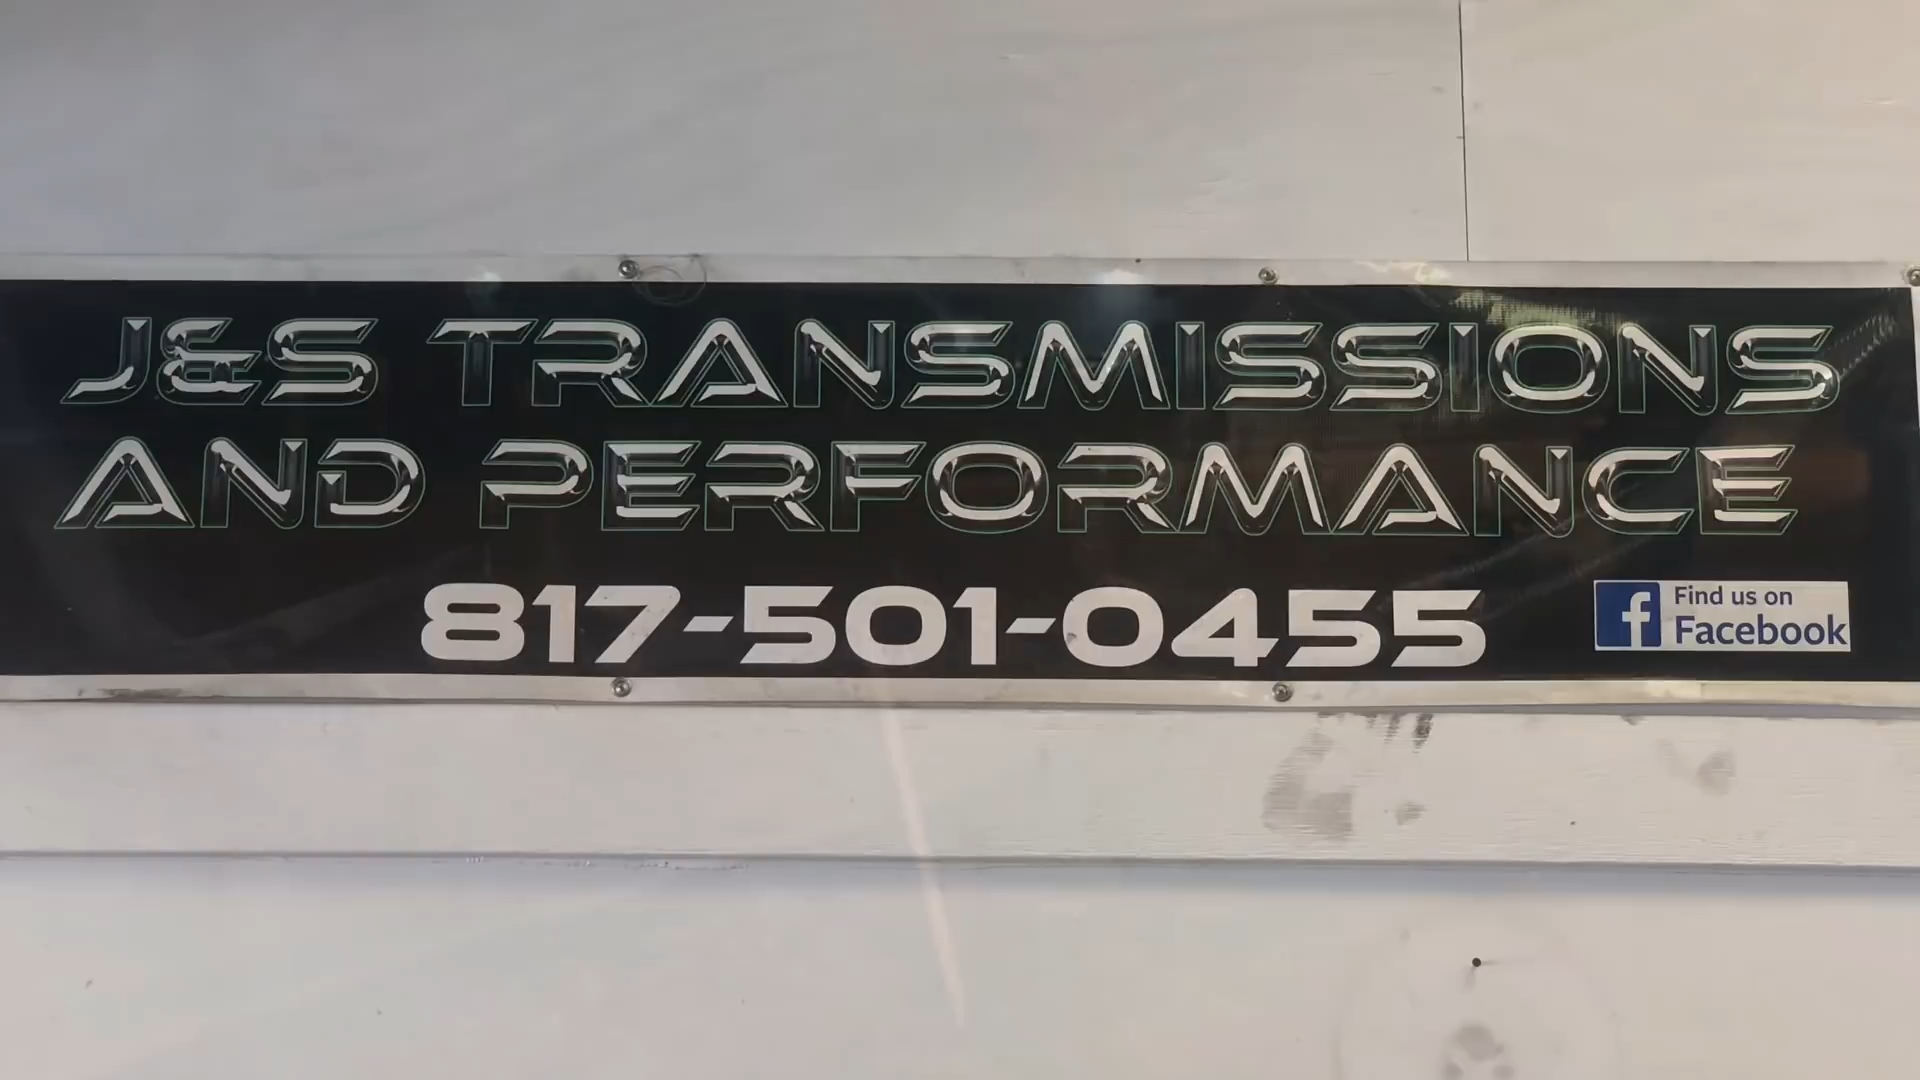 J&S TRANSMISSIONS
AND PERFORMANCE
817-501-0455
Find us on
Facebook